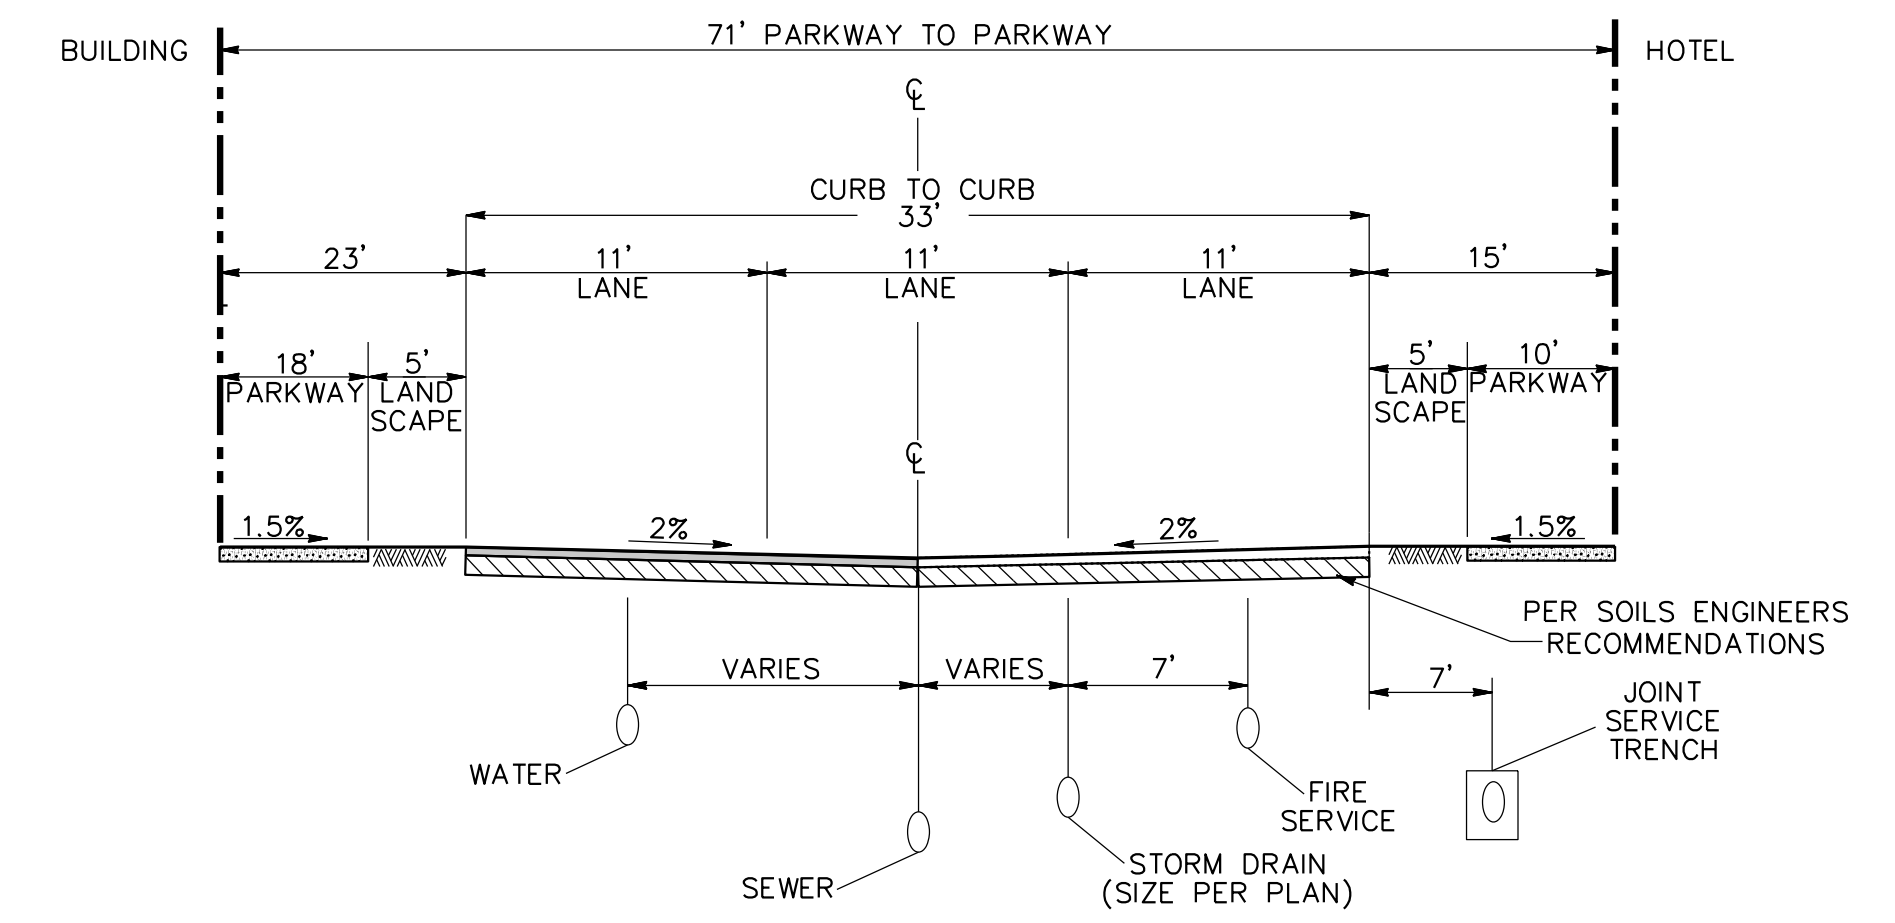 71' PARKWAY TO PARKWAY
BUILDING
HOTEL
℄
CURB TO CURB
33'
23'
11'
LANE
11'
LANE
11'
LANE
15'
18'
PARKWAY
5'
LAND
SCAPE
5'
LAND
SCAPE
10'
PARKWAY
℄
1.5%
2%
2%
1.5%
PER SOILS ENGINEERS
RECOMMENDATIONS
VARIES
VARIES
7'
7'
JOINT
SERVICE
TRENCH
WATER
FIRE
SERVICE
STORM DRAIN
(SIZE PER PLAN)
SEWER